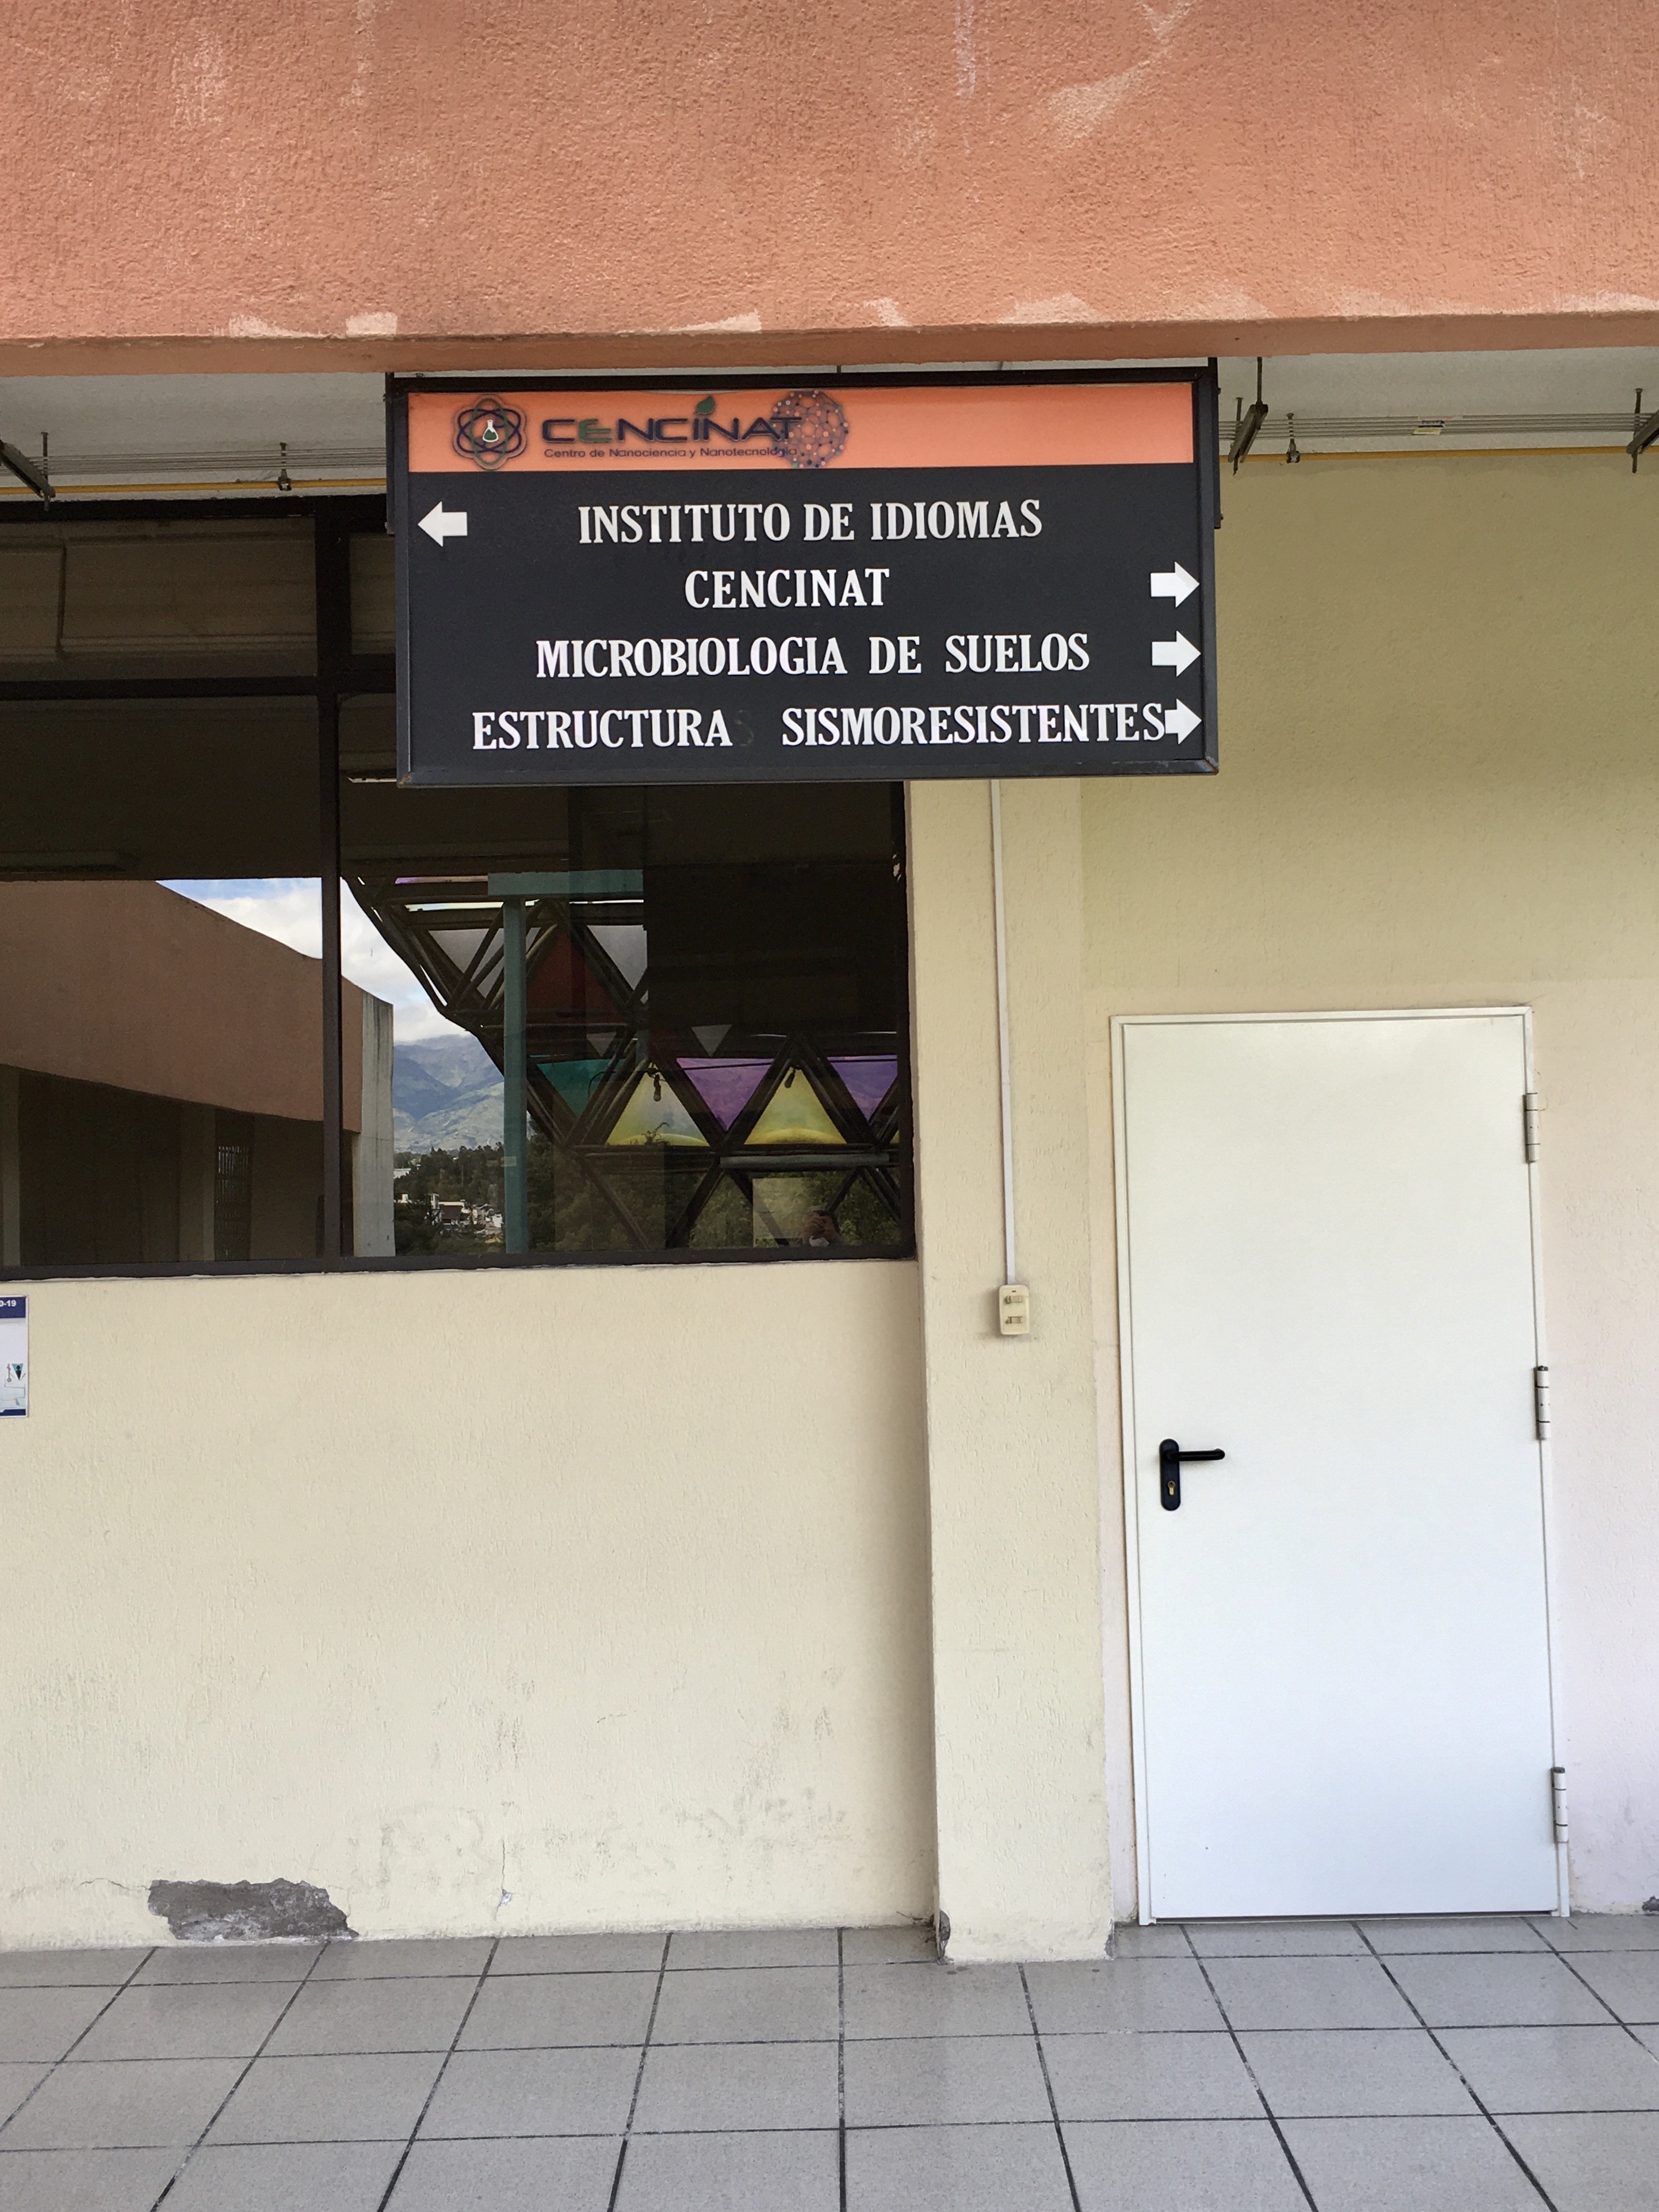 CENCINAT
Centro de Nanociencia y Nanotecnología
INSTITUTO DE IDIOMAS
CENCINAT
MICROBIOLOGIA DE SUELOS
ESTRUCTURA SISMORESISTENTES